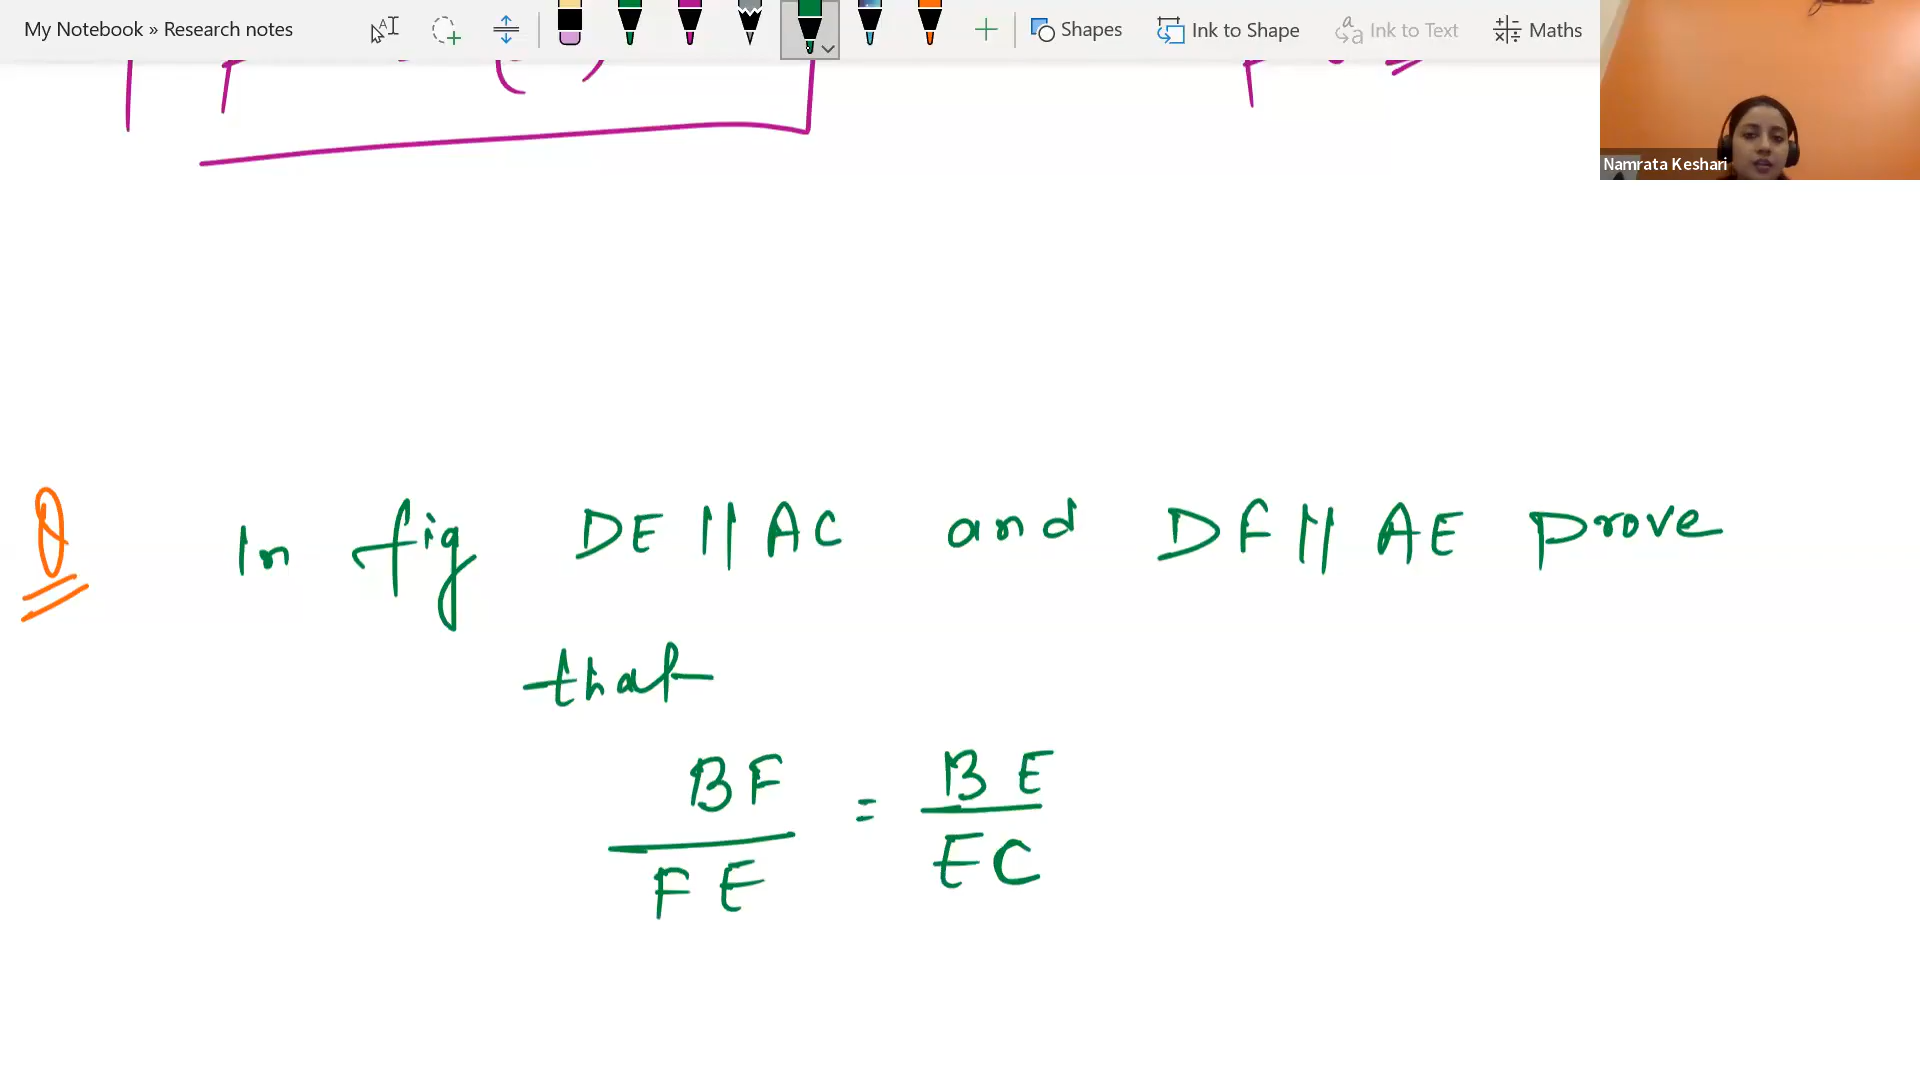 My Notebook » Research notes
Shapes
Ink to Shape
Ink to Text
Maths
Namrata Keshari
Q In fig DE || AC and DF || AE prove
that
BF / FE = BE / EC